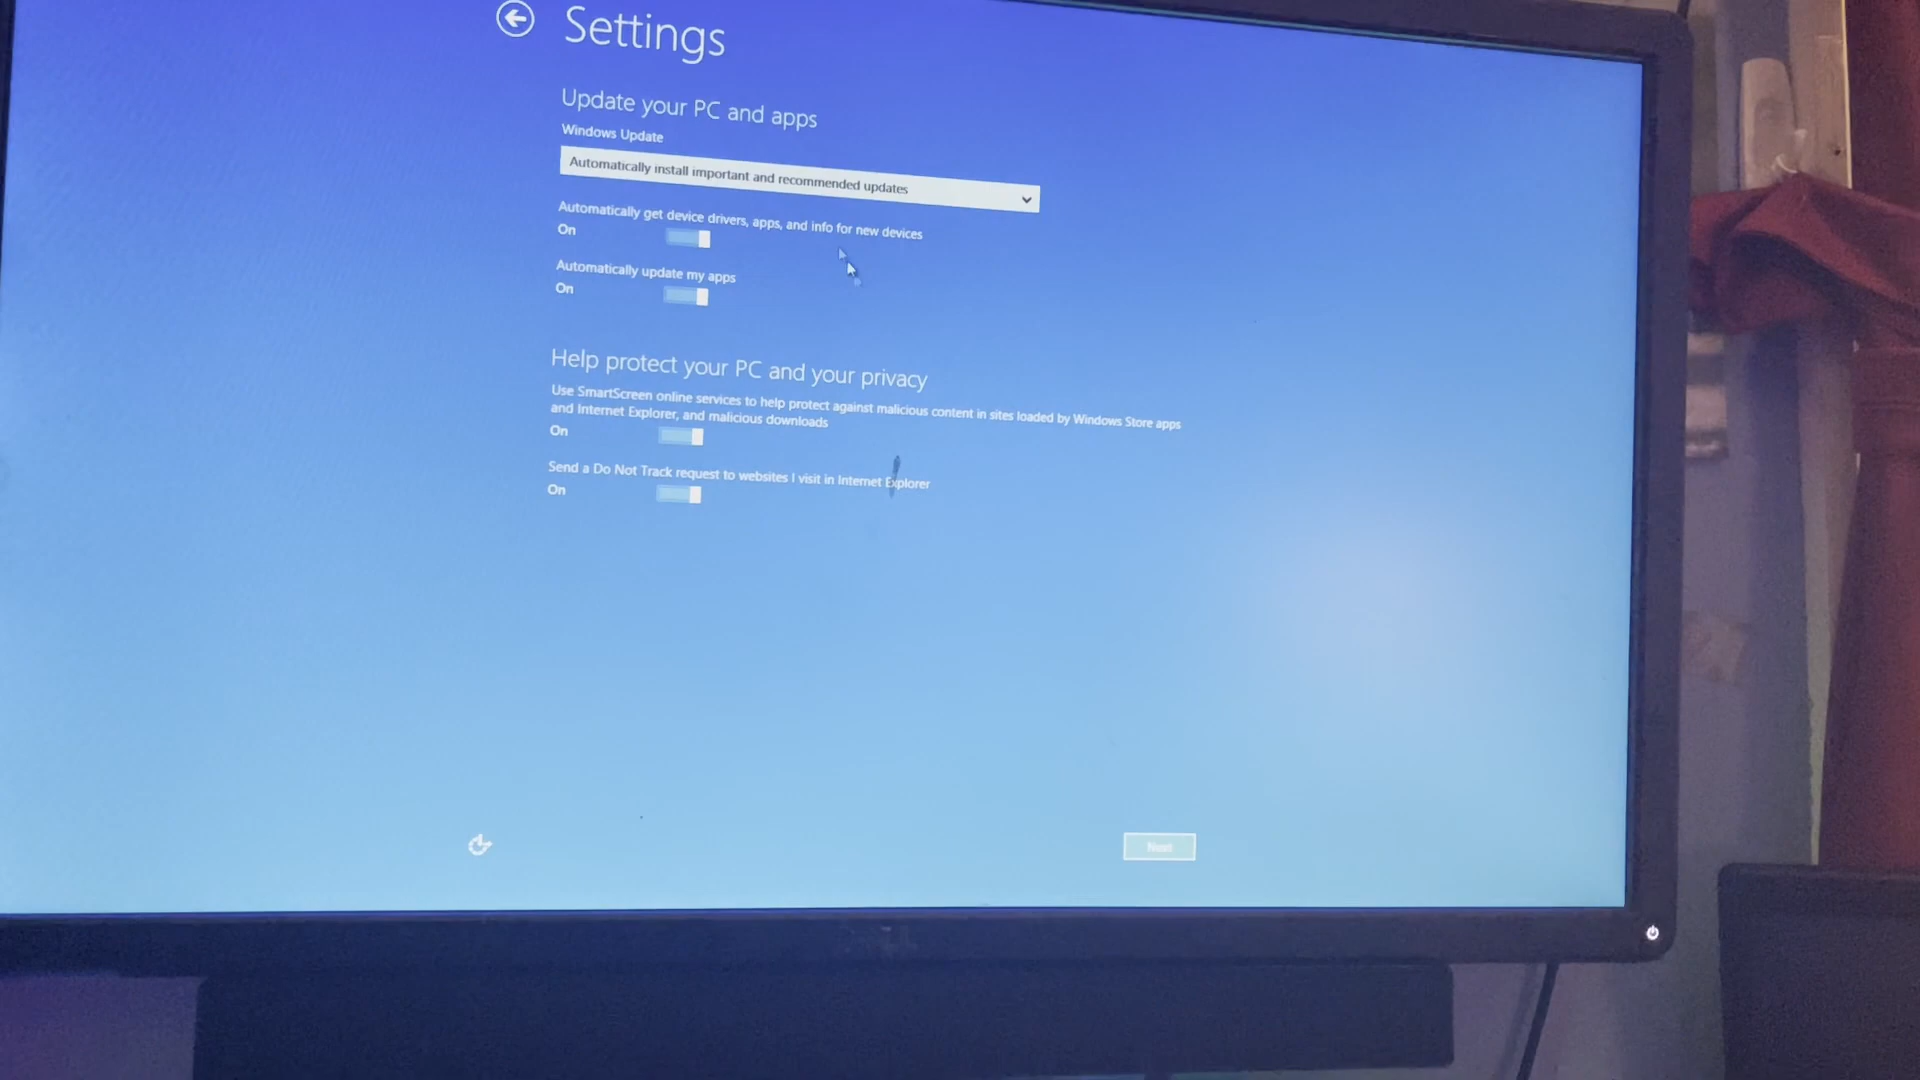 Settings
Update your PC and apps
Windows Update
Automatically install important and recommended updates
Automatically get device drivers, apps, and info for new devices
On
Automatically update my apps
On
Help protect your PC and your privacy
Use SmartScreen online services to help protect against malicious content in sites loaded by Windows Store apps
and Internet Explorer, and malicious downloads
On
Send a Do Not Track request to websites I visit in Internet Explorer
On
Next